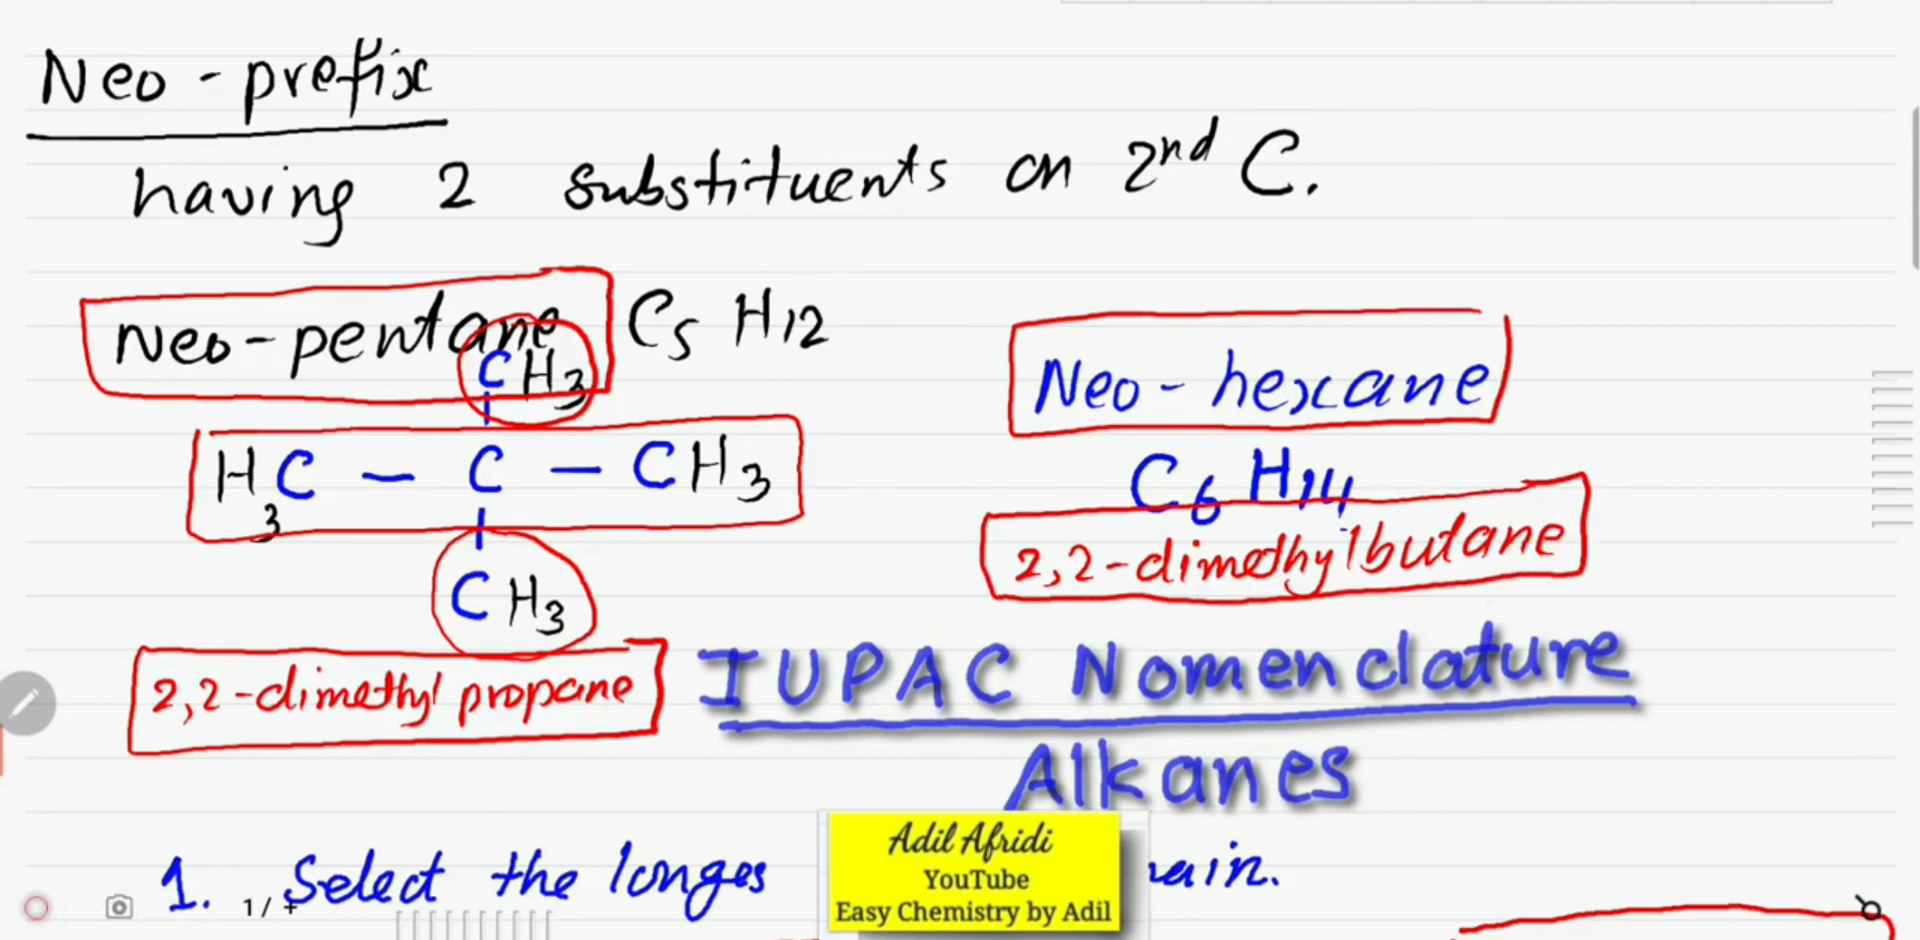 Neo - prefix
having 2 substituents on 2nd C.
Neo-pentane C5 H12
CH3
H3C - C - CH3
CH3
2,2-dimethyl propane
Neo-hexane
C6 H14
2,2-dimethylbutane
IUPAC Nomenclature
Alkanes
1. Select the longes
Adil Afridi
YouTube
Easy Chemistry by Adil
1 / +